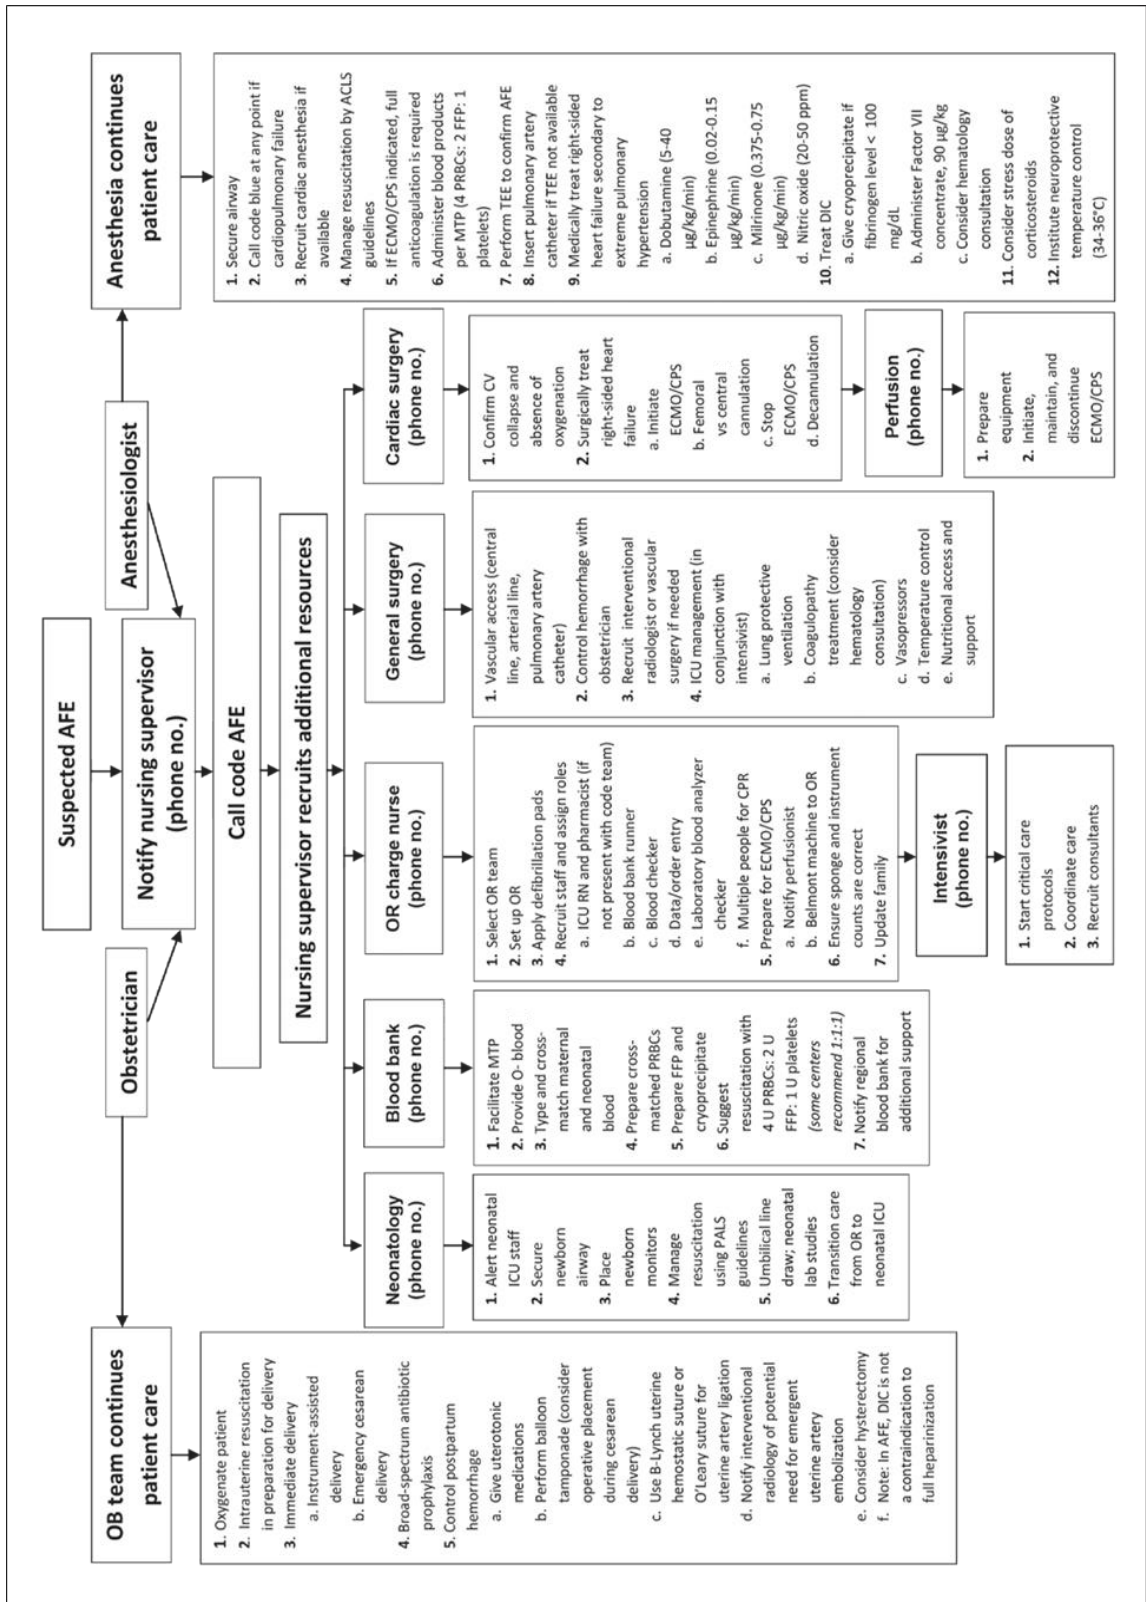 Suspected AFE
Obstetrician
Notify nursing supervisor
(phone no.)
Anesthesiologist
Call code AFE
Nursing supervisor recruits additional resources
OB team continues
patient care
1. Oxygenate patient
2. Intrauterine resuscitation
in preparation for delivery
3. Immediate delivery
a. Instrument-assisted
delivery
b. Emergency cesarean
delivery
4. Broad-spectrum antibiotic
prophylaxis
5. Control postpartum
hemorrhage
a. Give uterotonic
medications
b. Perform balloon
tamponade (consider
operative placement
during cesarean
delivery)
c. Use B-Lynch uterine
hemostatic suture or
O'Leary suture for
uterine artery ligation
d. Notify interventional
radiology of potential
need for emergent
uterine artery
embolization
e. Consider hysterectomy
f. Note: In AFE, DIC is not
a contraindication to
full heparinization
Neonatology
(phone no.)
1. Alert neonatal
ICU staff
2. Secure
newborn
airway
3. Place
newborn
monitors
4. Manage
resuscitation
using PALS
guidelines
5. Umbilical line
draw; neonatal
lab studies
6. Transition care
from OR to
neonatal ICU
Blood bank
(phone no.)
1. Facilitate MTP
2. Provide O- blood
3. Type and cross-
match maternal
and neonatal
blood
4. Prepare cross-
matched PRBCs
5. Prepare FFP and
cryoprecipitate
6. Suggest
resuscitation with
4 U PRBCs: 2 U
FFP: 1 U platelets
(some centers
recommend 1:1:1)
7. Notify regional
blood bank for
additional support
OR charge nurse
(phone no.)
1. Select OR team
2. Set up OR
3. Apply defibrillation pads
4. Recruit staff and assign roles
a. ICU RN and pharmacist (if
not present with code team)
b. Blood bank runner
c. Blood checker
d. Data/order entry
e. Laboratory blood analyzer
checker
f. Multiple people for CPR
5. Prepare for ECMO/CPS
a. Notify perfusionist
b. Belmont machine to OR
6. Ensure sponge and instrument
counts are correct
7. Update family
Intensivist
(phone no.)
1. Start critical care
protocols
2. Coordinate care
3. Recruit consultants
General surgery
(phone no.)
1. Vascular access (central
line, arterial line,
pulmonary artery
catheter)
2. Control hemorrhage with
obstetrician
3. Recruit interventional
radiologist or vascular
surgery if needed
4. ICU management (in
conjunction with
intensivist)
a. Lung protective
ventilation
b. Coagulopathy
treatment (consider
hematology
consultation)
c. Vasopressors
d. Temperature control
e. Nutritional access and
support
Cardiac surgery
(phone no.)
1. Confirm CV
collapse and
absence of
oxygenation
2. Surgically treat
right-sided heart
failure
a. Initiate
ECMO/CPS
b. Femoral
vs central
cannulation
c. Stop
ECMO/CPS
d. Decannulation
Perfusion
(phone no.)
1. Prepare
equipment
2. Initiate,
maintain, and
discontinue
ECMO/CPS
Anesthesia continues
patient care
1. Secure airway
2. Call code blue at any point if
cardiopulmonary failure
3. Recruit cardiac anesthesia if
available
4. Manage resuscitation by ACLS
guidelines
5. If ECMO/CPS indicated, full
anticoagulation is required
6. Administer blood products
per MTP (4 PRBCs: 2 FFP: 1
platelets)
7. Perform TEE to confirm AFE
8. Insert pulmonary artery
catheter if TEE not available
9. Medically treat right-sided
heart failure secondary to
extreme pulmonary
hypertension
a. Dobutamine (5-40
µg/kg/min)
b. Epinephrine (0.02-0.15
µg/kg/min)
c. Milrinone (0.375-0.75
µg/kg/min)
d. Nitric oxide (20-50 ppm)
10. Treat DIC
a. Give cryoprecipitate if
fibrinogen level < 100
mg/dL
b. Administer Factor VII
concentrate, 90 µg/kg
c. Consider hematology
consultation
11. Consider stress dose of
corticosteroids
12. Institute neuroprotective
temperature control
(34-36°C)